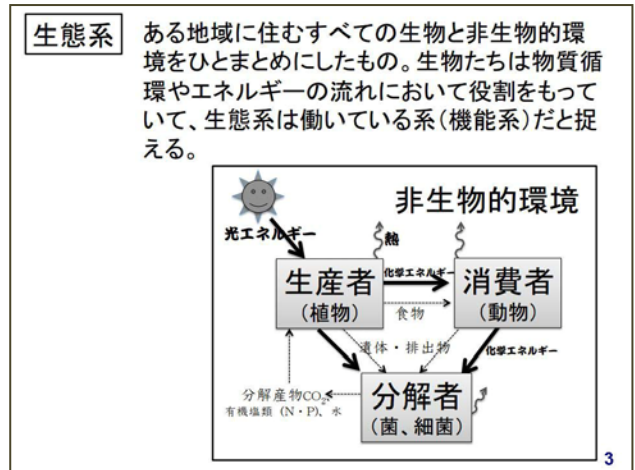 生態系
ある地域に住むすべての生物と非生物的環
境をひとまとめにしたもの。生物たちは物質循
環やエネルギーの流れにおいて役割をもって
いて、生態系は働いている系(機能系)だと捉
える。
非生物的環境
光エネルギー
熱
生産者
(植物)
化学エネルギー
食物
消費者
(動物)
遺体・排出物
化学エネルギー
分解産物CO₂、
有機塩類 (N・P)、水
分解者
(菌、細菌)
3